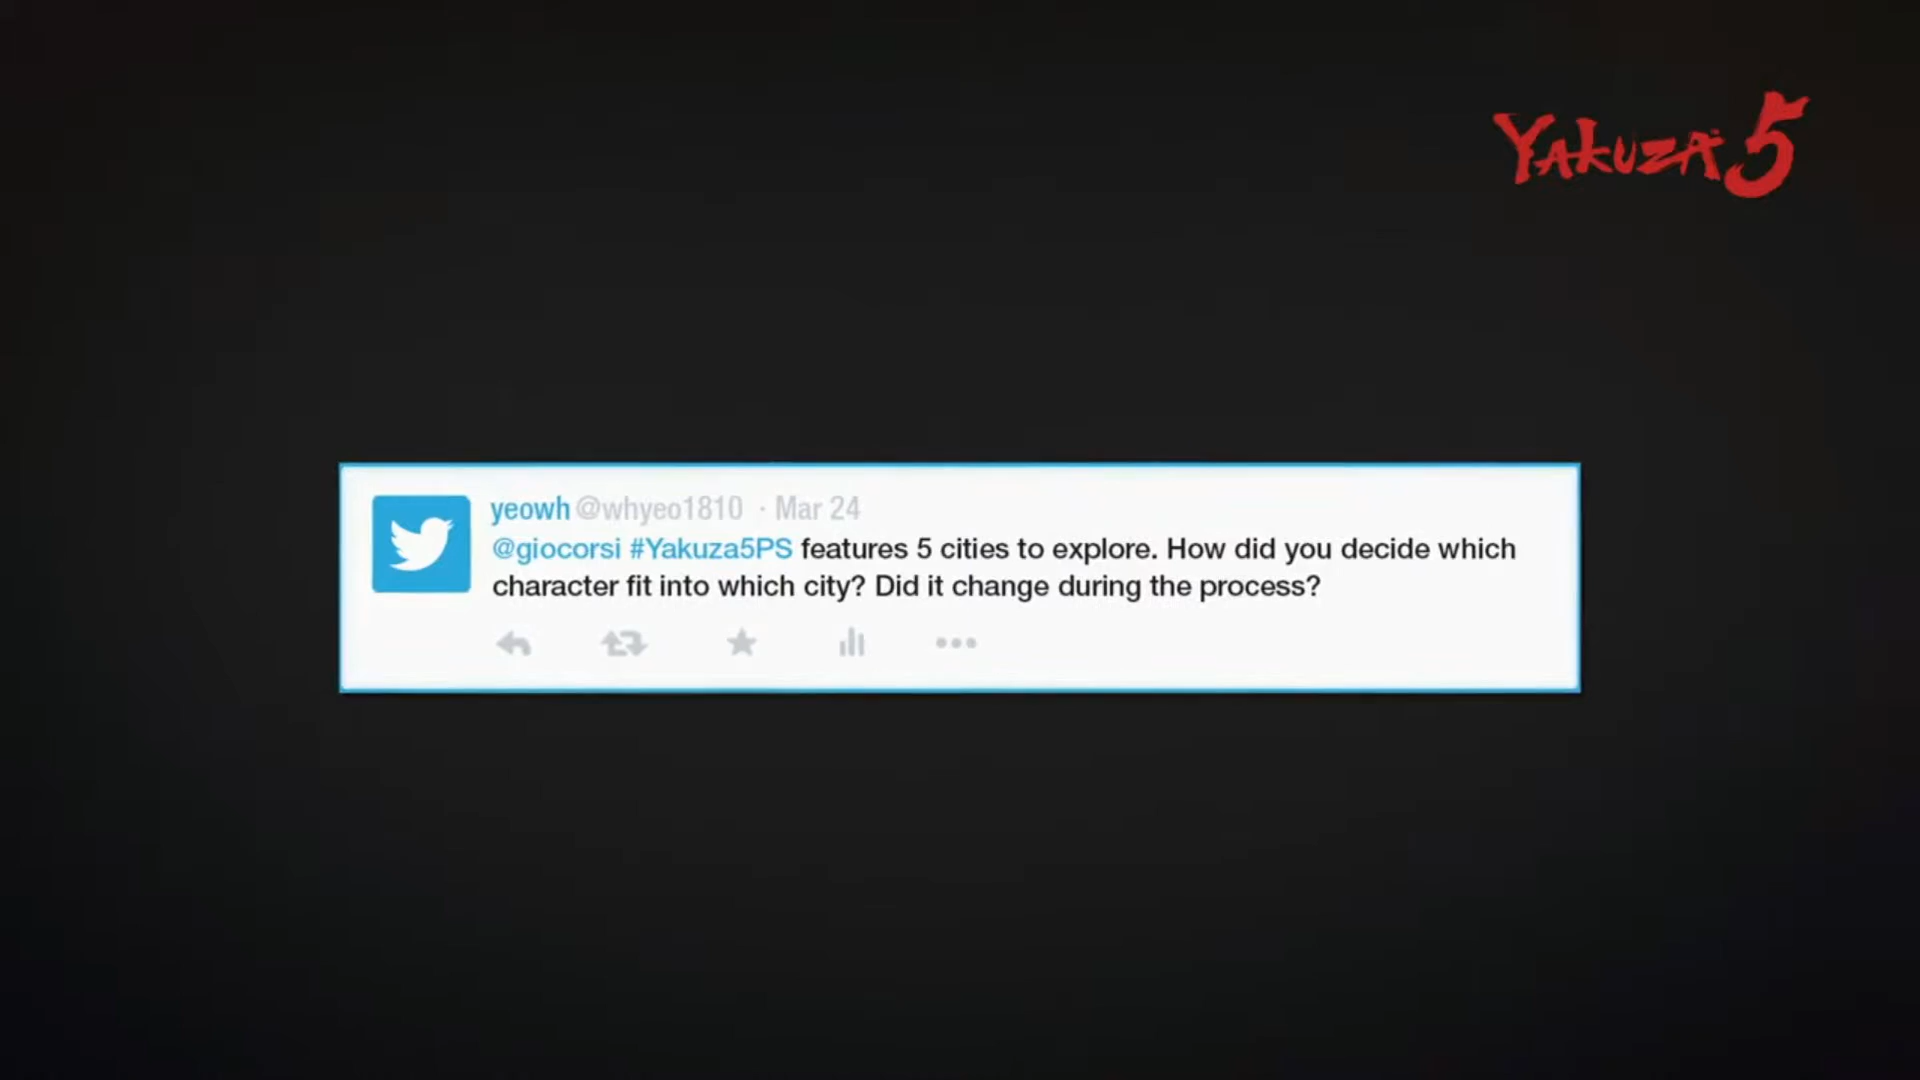 YAKUZA 5
yeowh @whyeo1810 · Mar 24
@giocorsi #Yakuza5PS features 5 cities to explore. How did you decide which
character fit into which city? Did it change during the process?